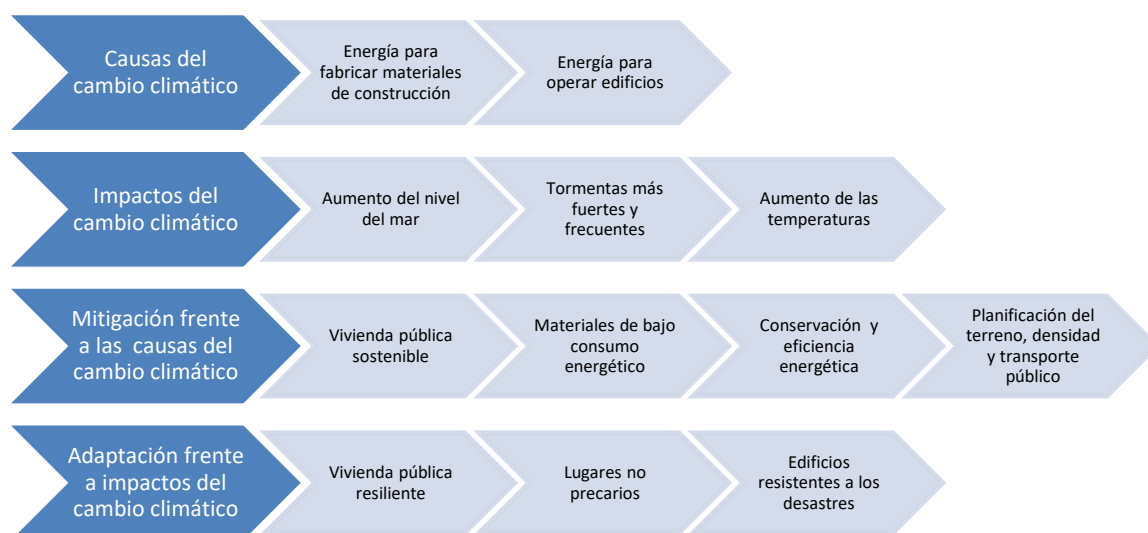 Causas del
cambio climático
Energía para
fabricar materiales
de construcción
Energía para
operar edificios
Impactos del
cambio climático
Aumento del nivel
del mar
Tormentas más
fuertes y
frecuentes
Aumento de las
temperaturas
Mitigación frente
a las causas del
cambio climático
Vivienda pública
sostenible
Materiales de bajo
consumo
energético
Conservación y
eficiencia
energética
Planificación del
terreno, densidad
y transporte
público
Adaptación frente
a impactos del
cambio climático
Vivienda pública
resiliente
Lugares no
precarios
Edificios
resistentes a los
desastres